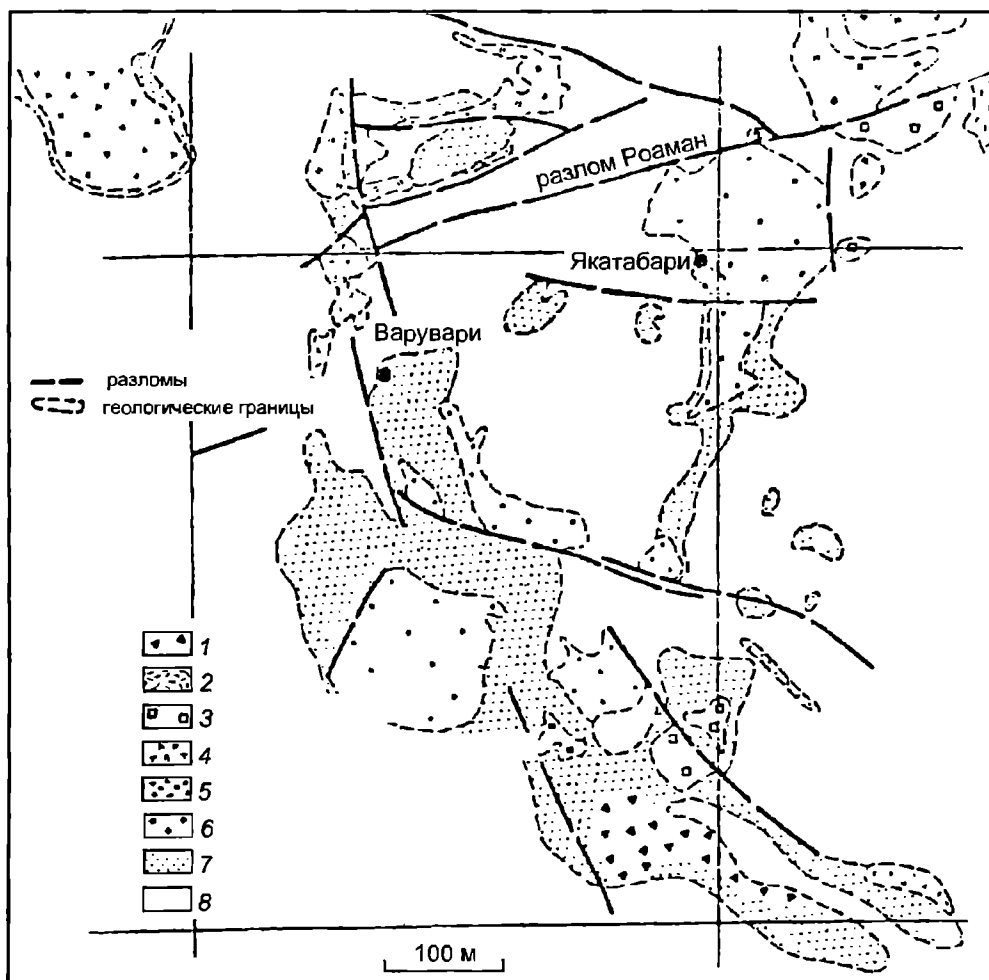 разлом Роаман
Якатабари
Варувари
разломы
геологические границы
1
2
3
4
5
6
7
8
100 м